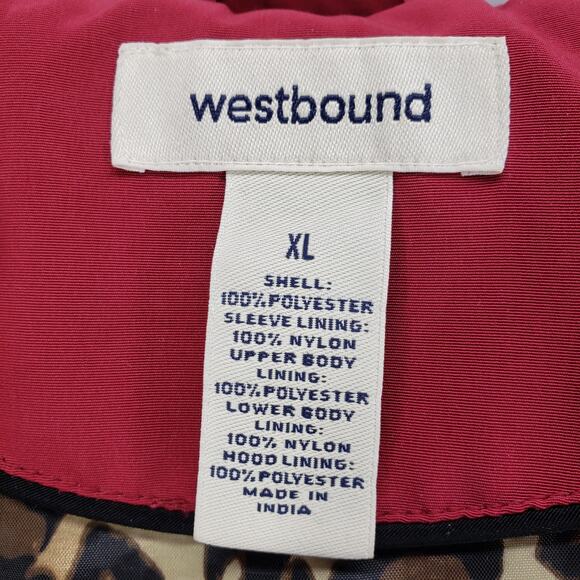 westbound
XL
SHELL:
100%POLYESTER
SLEEVE LINING:
100% NYLON
UPPER BODY
LINING:
100%POLYESTER
LOWER BODY
LINING:
100% NYLON
HOOD LINING:
100%POLYESTER
MADE IN
INDIA